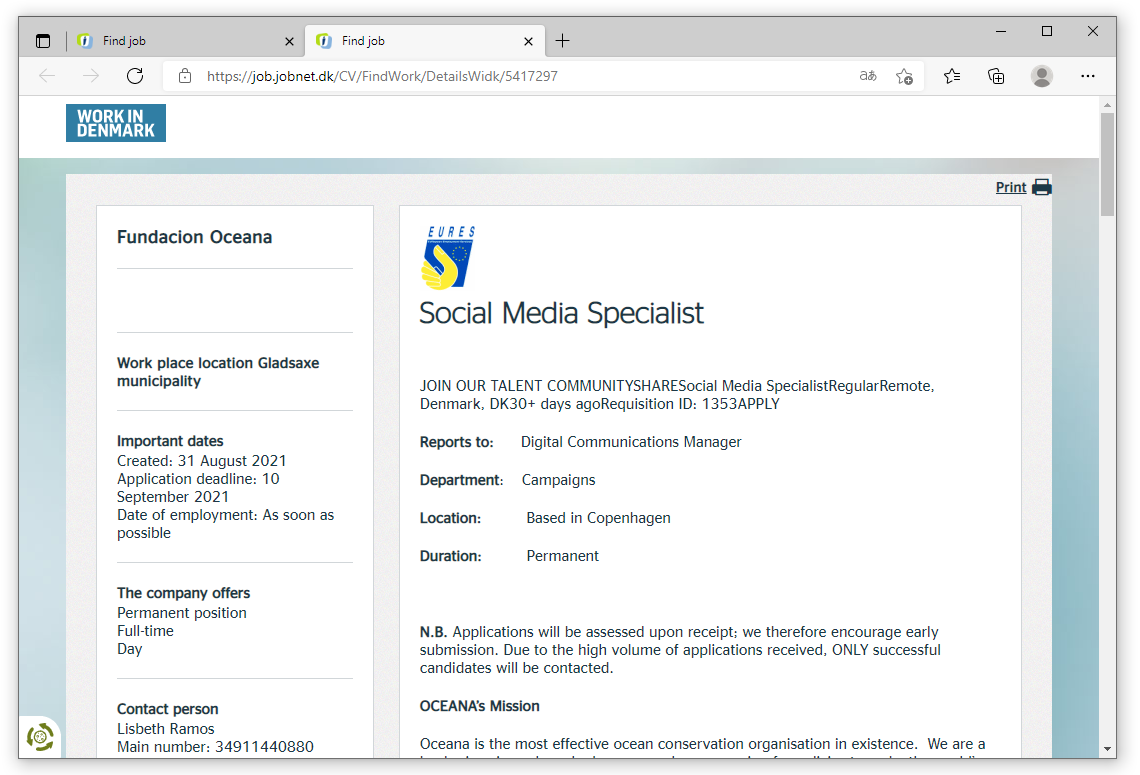 Find job
Find job
https://job.jobnet.dk/CV/FindWork/DetailsWidk/5417297
aあ
WORK IN
DENMARK
Print
Fundacion Oceana
Work place location Gladsaxe
municipality
Important dates
Created: 31 August 2021
Application deadline: 10
September 2021
Date of employment: As soon as
possible
The company offers
Permanent position
Full-time
Day
Contact person
Lisbeth Ramos
Main number: 34911440880
EURES
Social Media Specialist
JOIN OUR TALENT COMMUNITYSHARESocial Media SpecialistRegularRemote,
Denmark, DK30+ days agoRequisition ID: 1353APPLY
Reports to: Digital Communications Manager
Department: Campaigns
Location: Based in Copenhagen
Duration: Permanent
N.B. Applications will be assessed upon receipt; we therefore encourage early
submission. Due to the high volume of applications received, ONLY successful
candidates will be contacted.
OCEANA's Mission
Oceana is the most effective ocean conservation organisation in existence. We are a